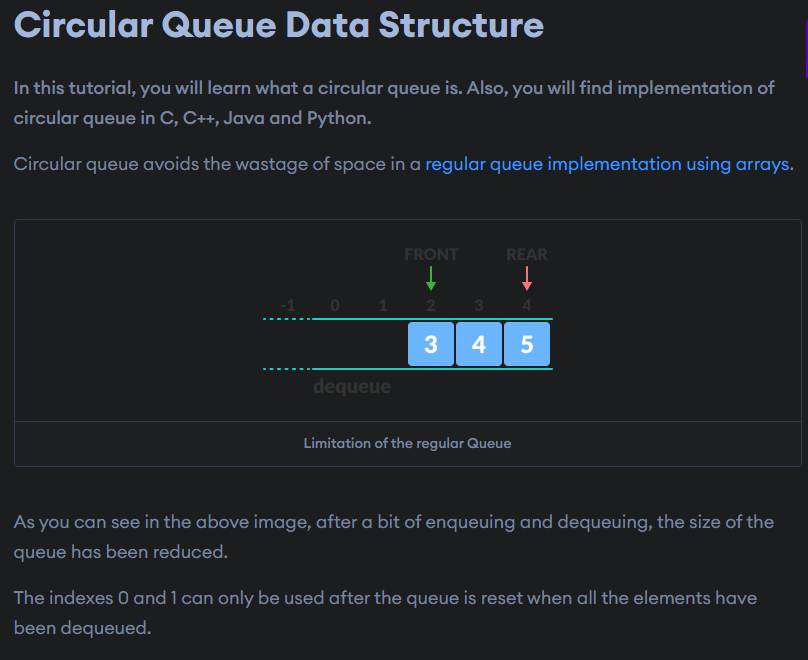 Circular Queue Data Structure
In this tutorial, you will learn what a circular queue is. Also, you will find implementation of
circular queue in C, C++, Java and Python.
Circular queue avoids the wastage of space in a regular queue implementation using arrays.
FRONT REAR
-1 0 1 2 3 4
3 4 5
dequeue
Limitation of the regular Queue
As you can see in the above image, after a bit of enqueuing and dequeuing, the size of the
queue has been reduced.
The indexes 0 and 1 can only be used after the queue is reset when all the elements have
been dequeued.